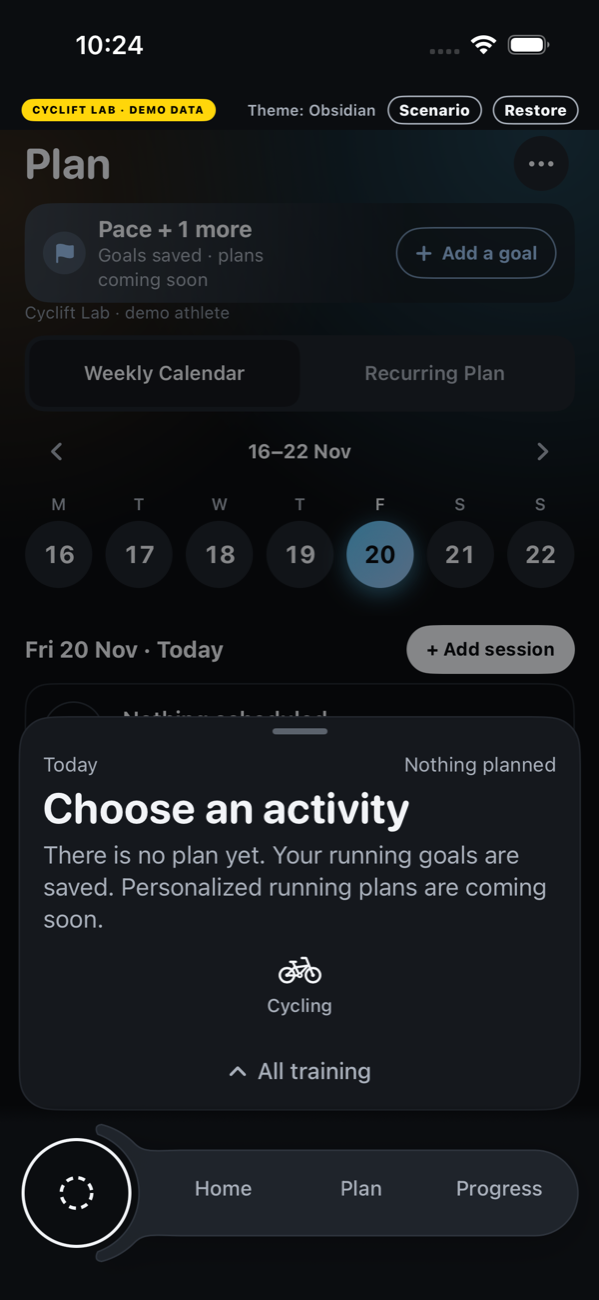 10:24
CYCLIFT LAB · DEMO DATA
Theme: Obsidian
Scenario
Restore
Plan
Pace + 1 more
Goals saved · plans
coming soon
+ Add a goal
Cyclift Lab · demo athlete
Weekly Calendar
Recurring Plan
16–22 Nov
M T W T F S S
16 17 18 19 20 21 22
Fri 20 Nov · Today
+ Add session
Nothing scheduled
Today
Nothing planned
Choose an activity
There is no plan yet. Your running goals are
saved. Personalized running plans are coming
soon.
Cycling
All training
Home
Plan
Progress